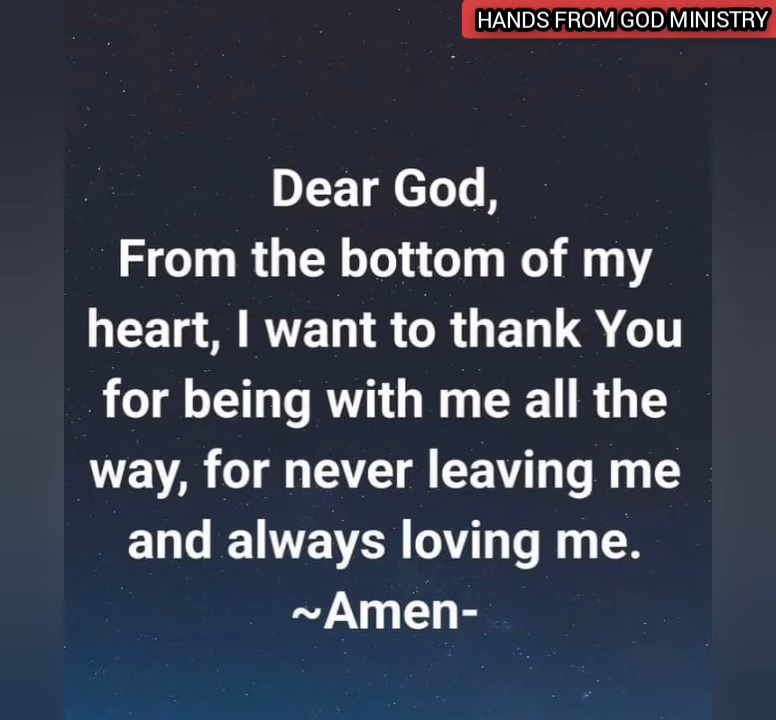 HANDS FROM GOD MINISTRY
Dear God,
From the bottom of my
heart, I want to thank You
for being with me all the
way, for never leaving me
and always loving me.
~Amen-